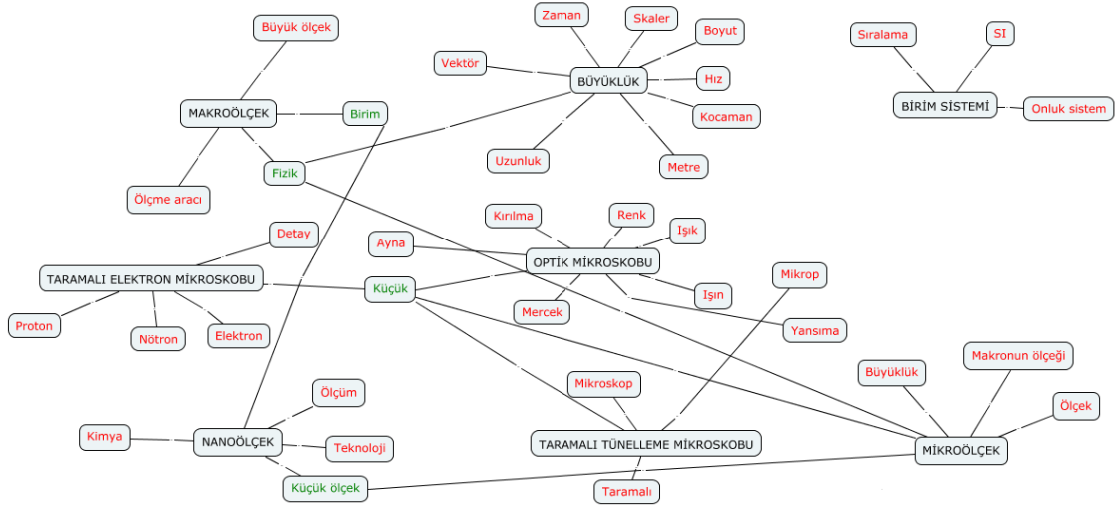 Zaman
Skaler
Büyük ölçek
Boyut
Sıralama
SI
Vektör
BÜYÜKLÜK
Hız
MAKROÖLÇEK
Birim
Kocaman
BİRİM SİSTEMİ
Onluk sistem
Fizik
Uzunluk
Metre
Ölçme aracı
Kırılma
Renk
Işık
Detay
Ayna
OPTİK MİKROSKOBU
TARAMALI ELEKTRON MİKROSKOBU
Küçük
Mikrop
Işın
Mercek
Proton
Nötron
Elektron
Yansıma
Makronun ölçeği
Mikroskop
Büyüklük
Ölçüm
Ölçek
Kimya
NANOÖLÇEK
Teknoloji
TARAMALI TÜNELLEME MİKROSKOBU
MİKROÖLÇEK
Küçük ölçek
Taramalı